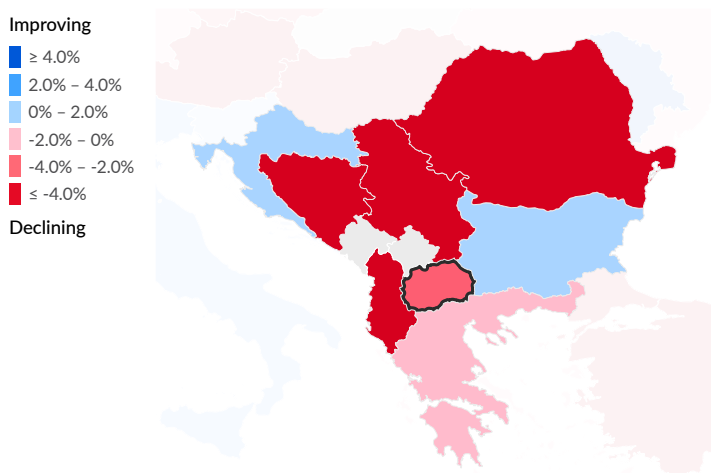 Improving
≥ 4.0%
2.0% – 4.0%
0% – 2.0%
-2.0% – 0%
-4.0% – -2.0%
≤ -4.0%
Declining